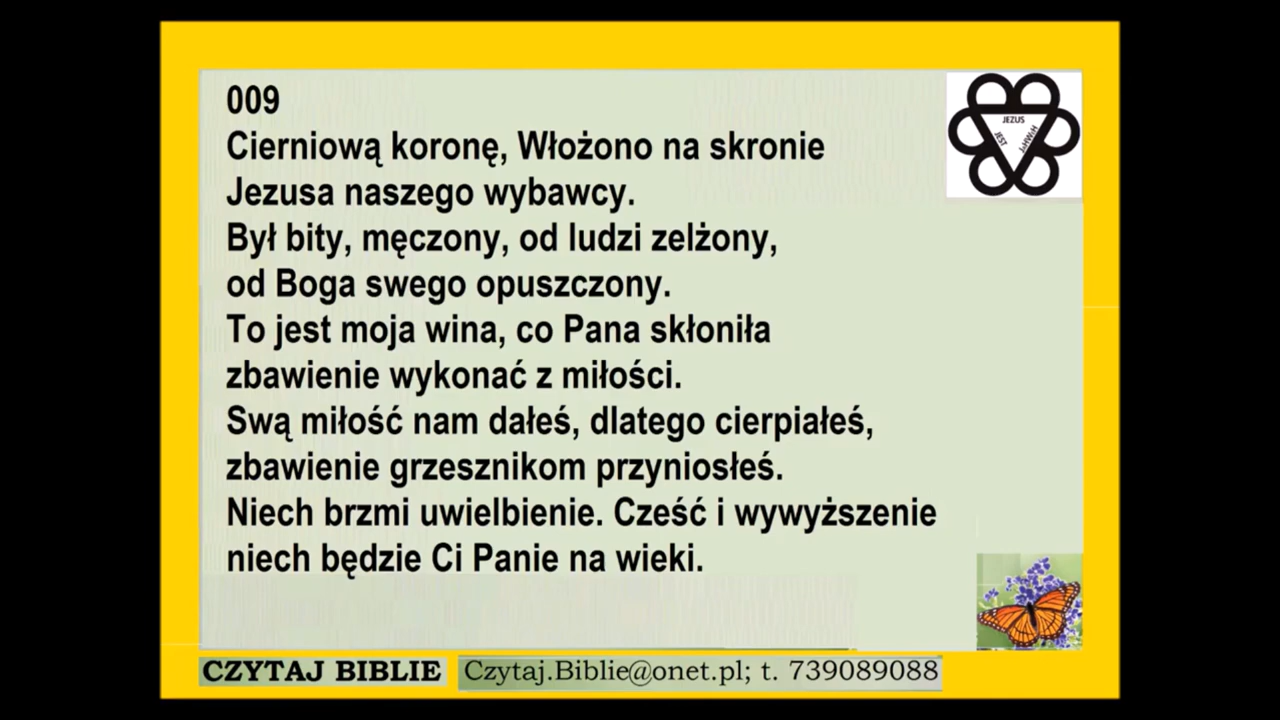 009
Cierniową koronę, Włożono na skronie
Jezusa naszego wybawcy.
Był bity, męczony, od ludzi zelżony,
od Boga swego opuszczony.
To jest moja wina, co Pana skłoniła
zbawienie wykonać z miłości.
Swą miłość nam dałeś, dlatego cierpiałeś,
zbawienie grzesznikom przyniosłeś.
Niech brzmi uwielbienie. Cześć i wywyższenie
niech będzie Ci Panie na wieki.
JEZUS
JEST
JaHWeH
CZYTAJ BIBLIE
Czytaj.Biblie@onet.pl; t. 739089088